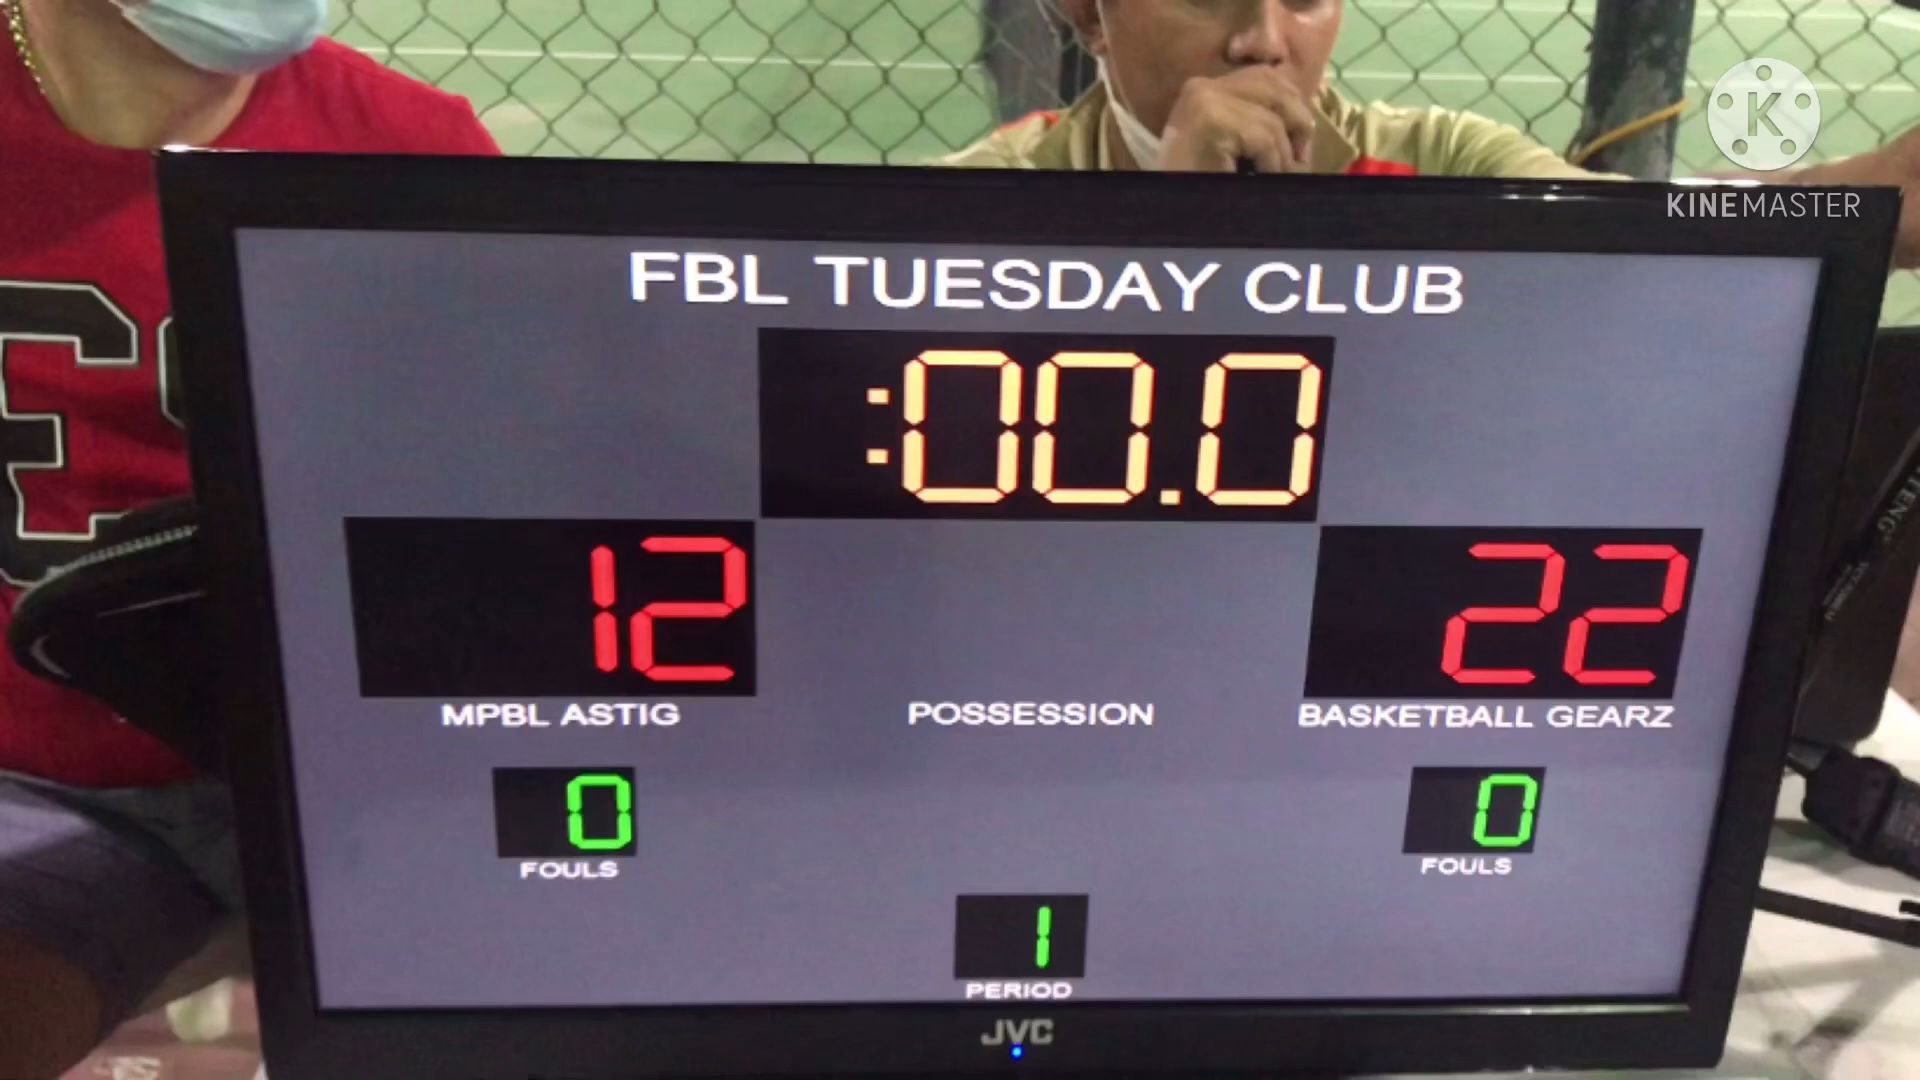 KINEMASTER
FBL TUESDAY CLUB
:00.0
12 22
MPBL ASTIG POSSESSION BASKETBALL GEARZ
0 0
FOULS FOULS
1
PERIOD
JVC